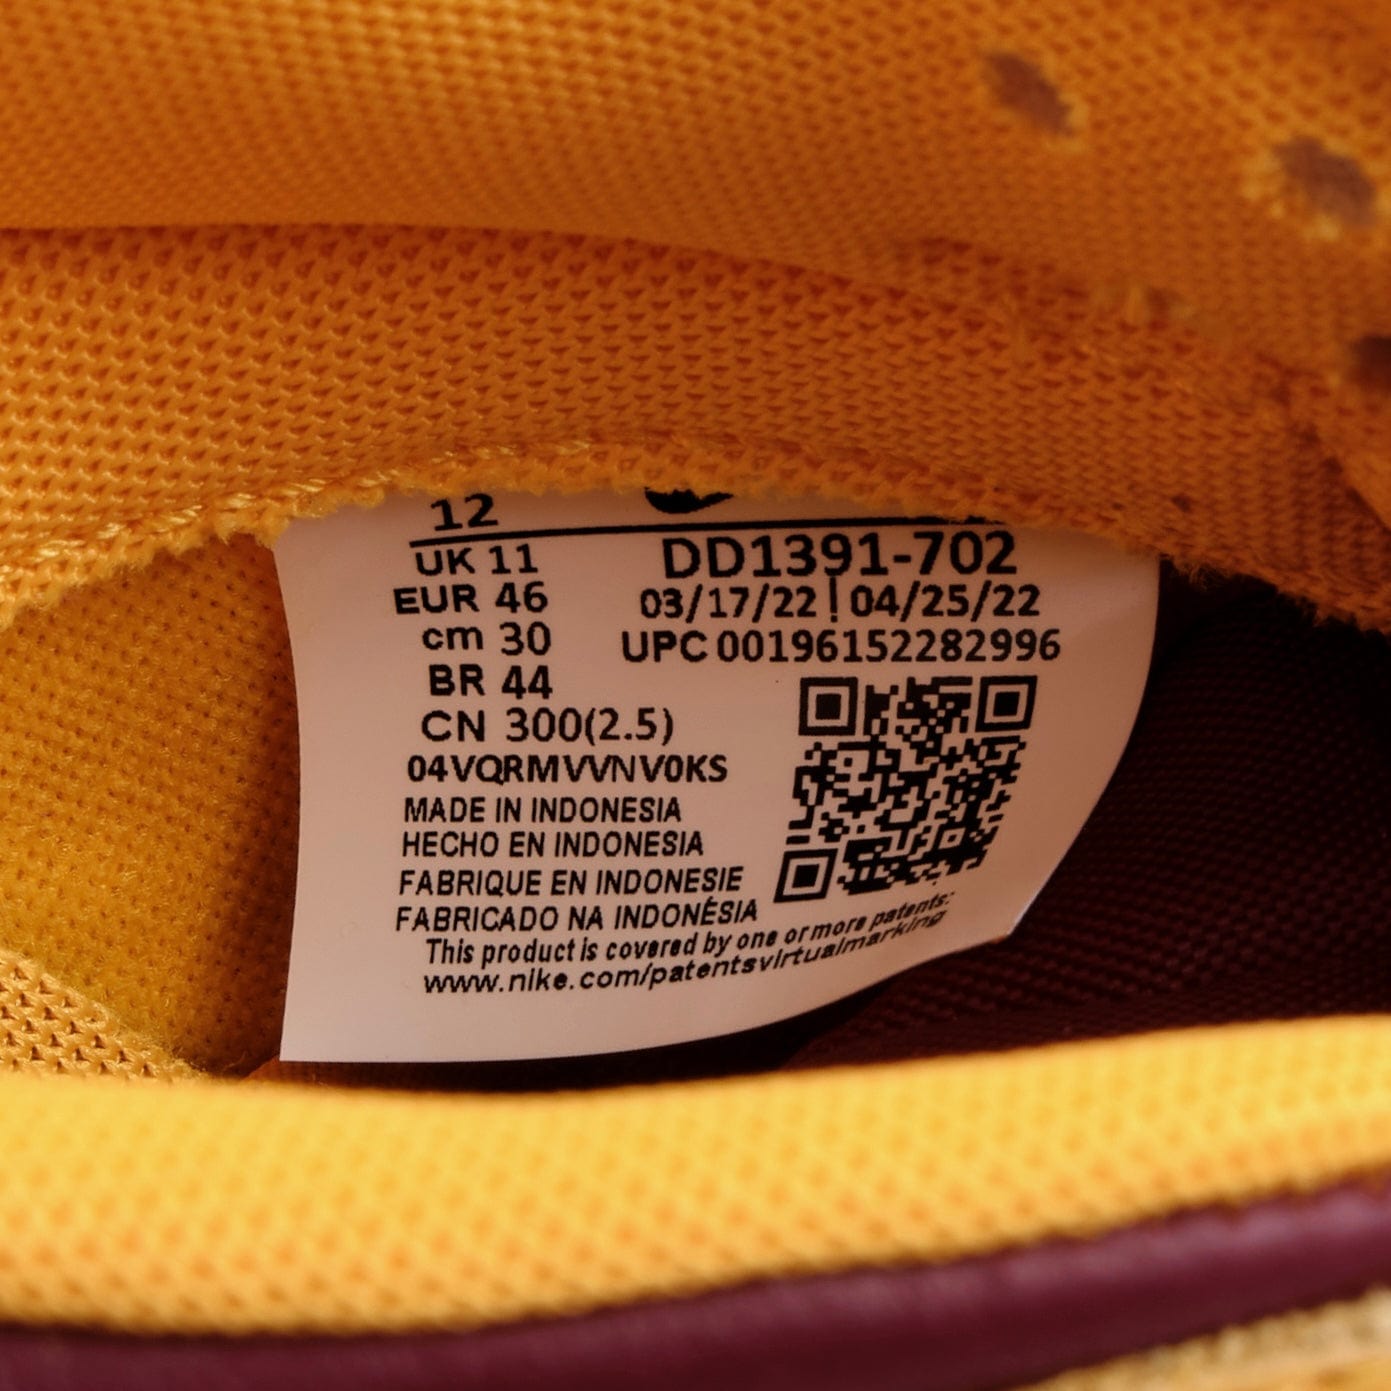 12
UK 11
EUR 46
cm 30
BR 44
CN 300(2.5)
DD1391-702
03/17/22 | 04/25/22
UPC 00196152282996
04VQRMVVNV0KS
MADE IN INDONESIA
HECHO EN INDONESIA
FABRIQUE EN INDONESIE
FABRICADO NA INDONÉSIA
This product is covered by one or more patents:
www.nike.com/patentsvirtualmarking